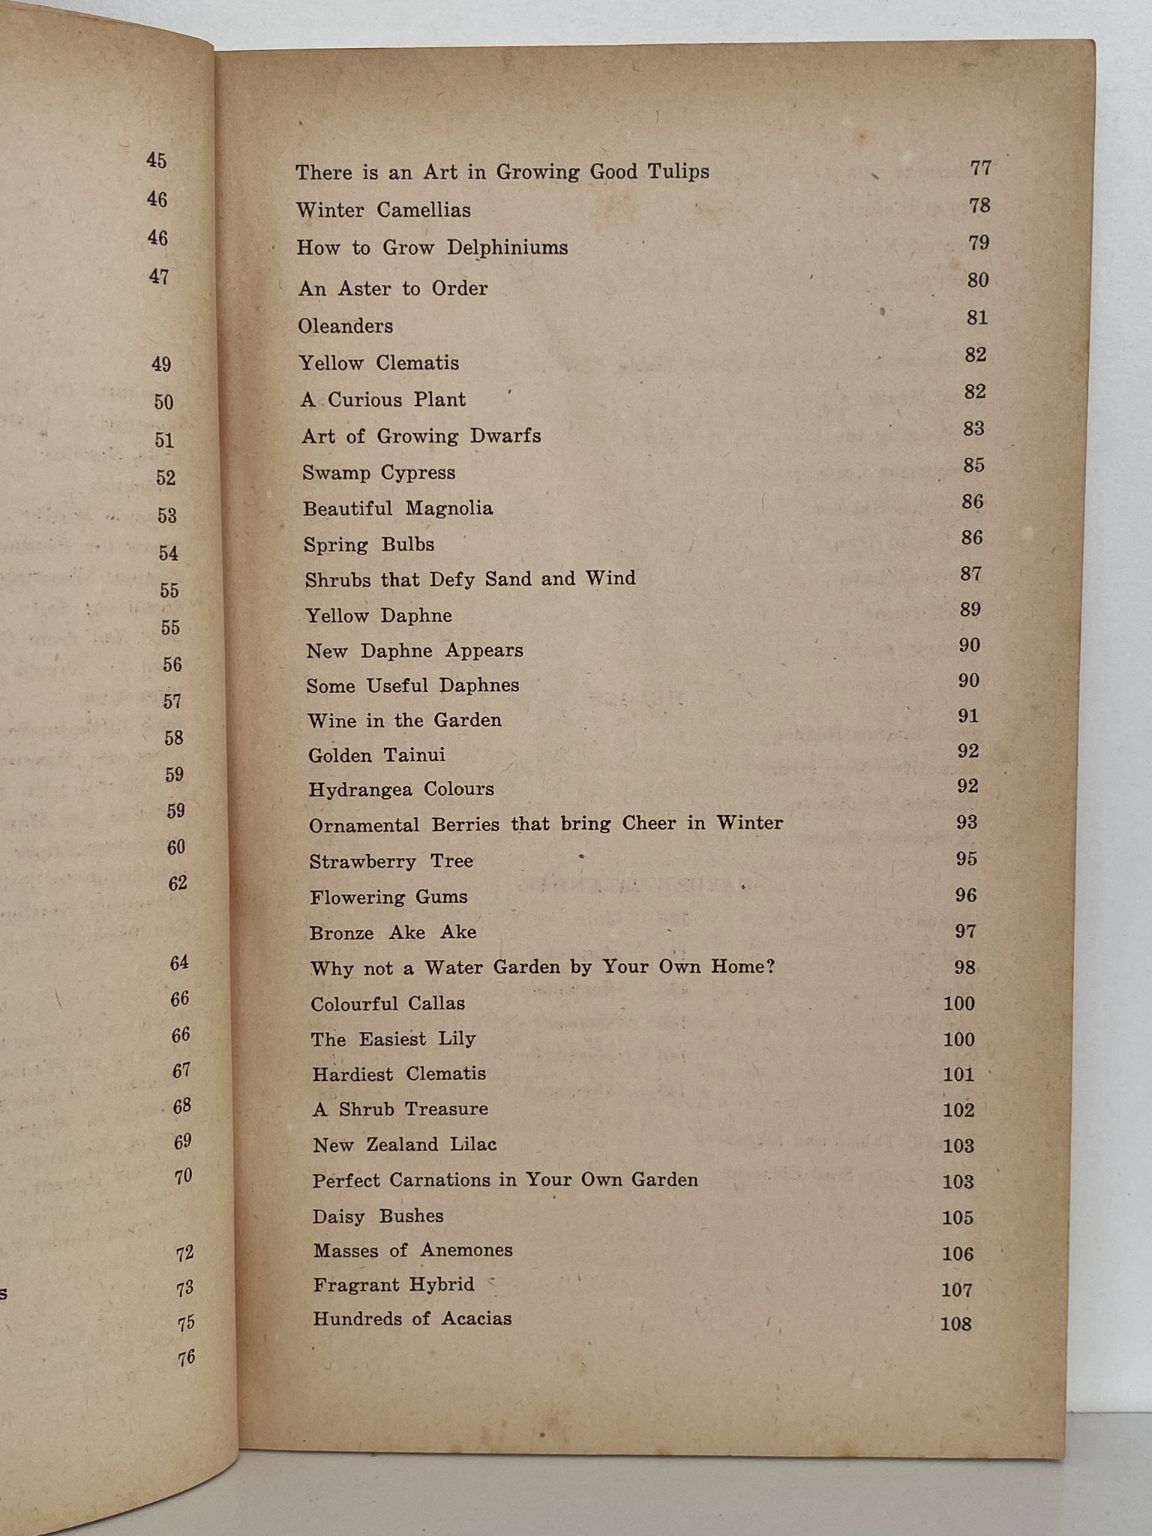 45
46
46
47
49
50
51
52
53
54
55
55
56
57
58
59
59
60
62
64
66
66
67
68
69
70
72
s 73
75
76
There is an Art in Growing Good Tulips 77
Winter Camellias 78
How to Grow Delphiniums 79
An Aster to Order 80
Oleanders 81
Yellow Clematis 82
A Curious Plant 82
Art of Growing Dwarfs 83
Swamp Cypress 85
Beautiful Magnolia 86
Spring Bulbs 86
Shrubs that Defy Sand and Wind 87
Yellow Daphne 89
New Daphne Appears 90
Some Useful Daphnes 90
Wine in the Garden 91
Golden Tainui 92
Hydrangea Colours 92
Ornamental Berries that bring Cheer in Winter 93
Strawberry Tree 95
Flowering Gums 96
Bronze Ake Ake 97
Why not a Water Garden by Your Own Home? 98
Colourful Callas 100
The Easiest Lily 100
Hardiest Clematis 101
A Shrub Treasure 102
New Zealand Lilac 103
Perfect Carnations in Your Own Garden 103
Daisy Bushes 105
Masses of Anemones 106
Fragrant Hybrid 107
Hundreds of Acacias 108